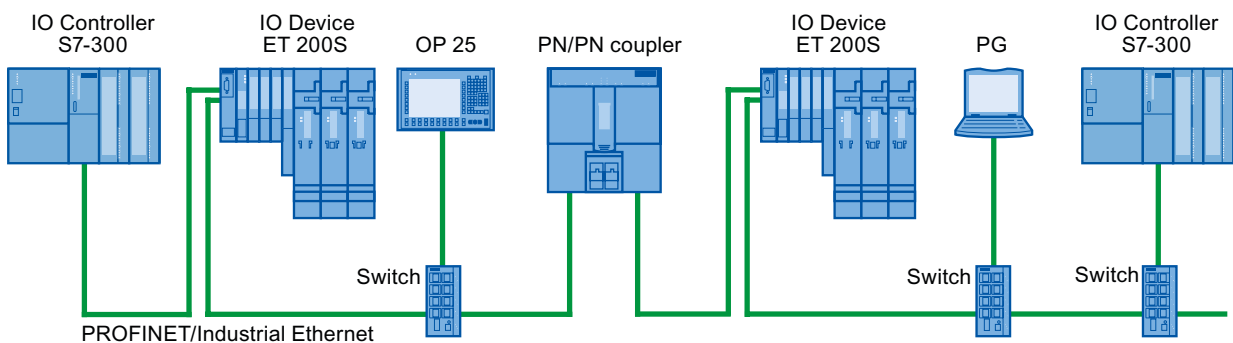 IO Controller
S7-300
IO Device
ET 200S
OP 25
PN/PN coupler
IO Device
ET 200S
PG
IO Controller
S7-300
Switch
Switch
Switch
PROFINET/Industrial Ethernet